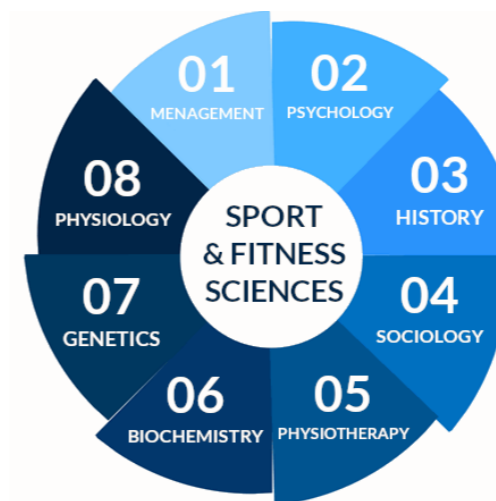 SPORT
& FITNESS
SCIENCES
01
MENAGEMENT
02
PSYCHOLOGY
03
HISTORY
04
SOCIOLOGY
05
PHYSIOTHERAPY
06
BIOCHEMISTRY
07
GENETICS
08
PHYSIOLOGY